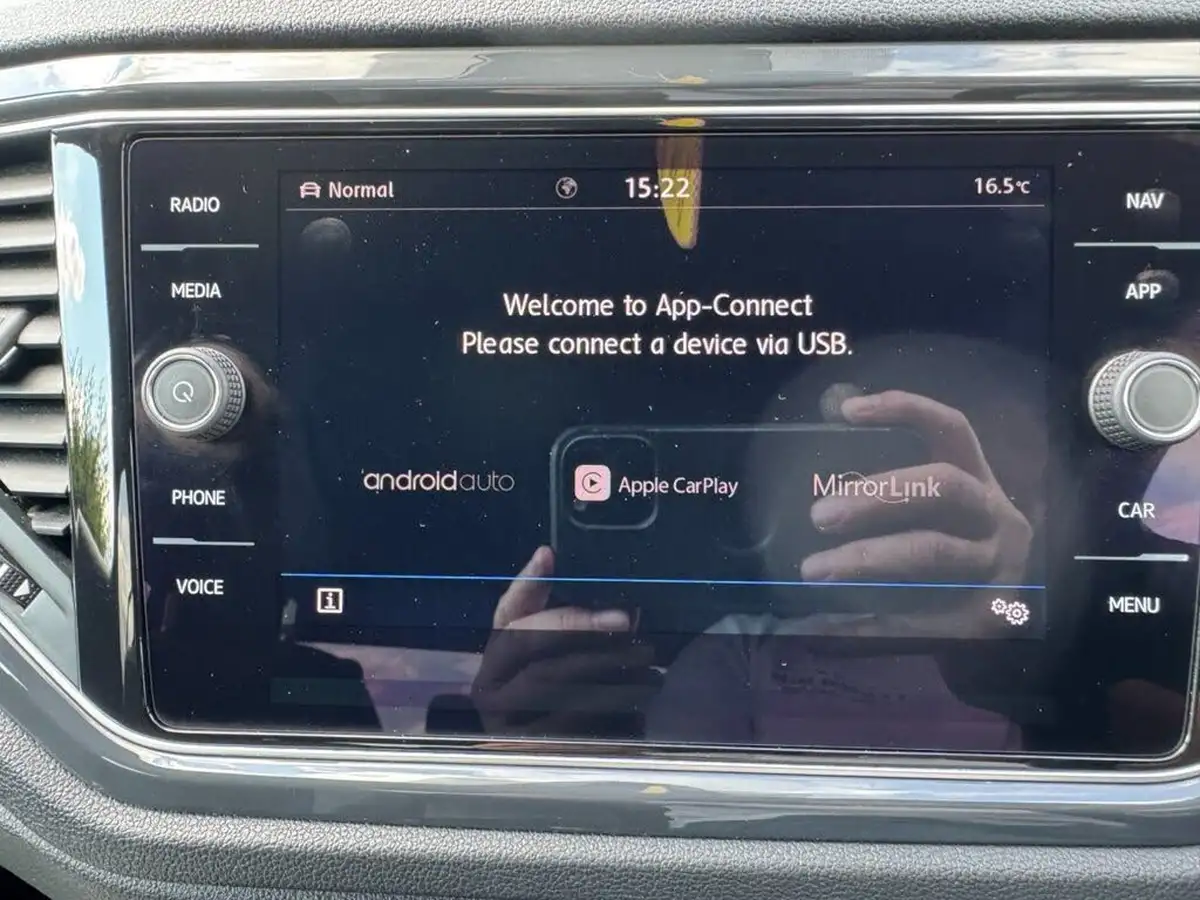 RADIO
MEDIA
PHONE
VOICE
Normal
15:22
16.5°C
Welcome to App-Connect
Please connect a device via USB.
androidauto
Apple CarPlay
MirrorLink
i
NAV
APP
CAR
MENU